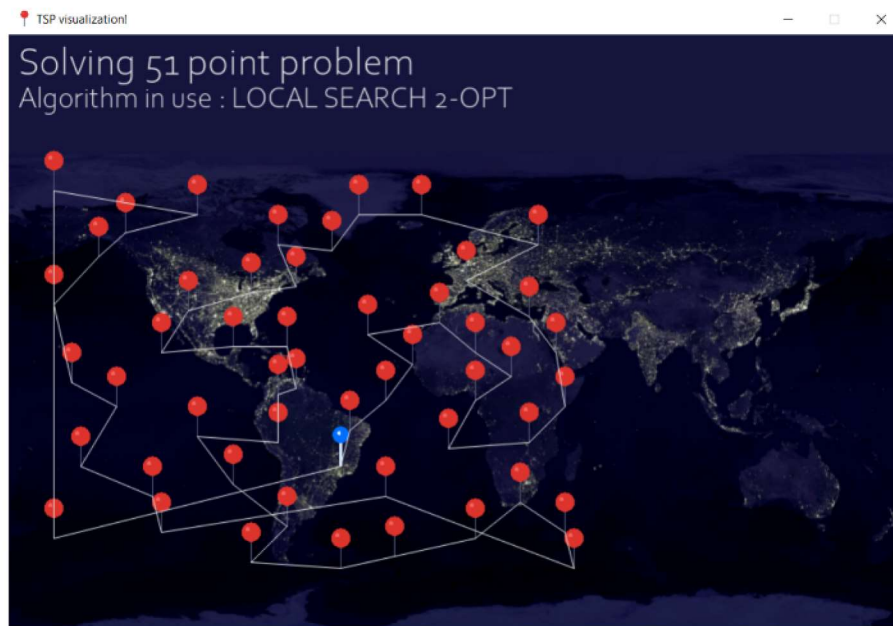 TSP visualization!
Solving 51 point problem
Algorithm in use : LOCAL SEARCH 2-OPT